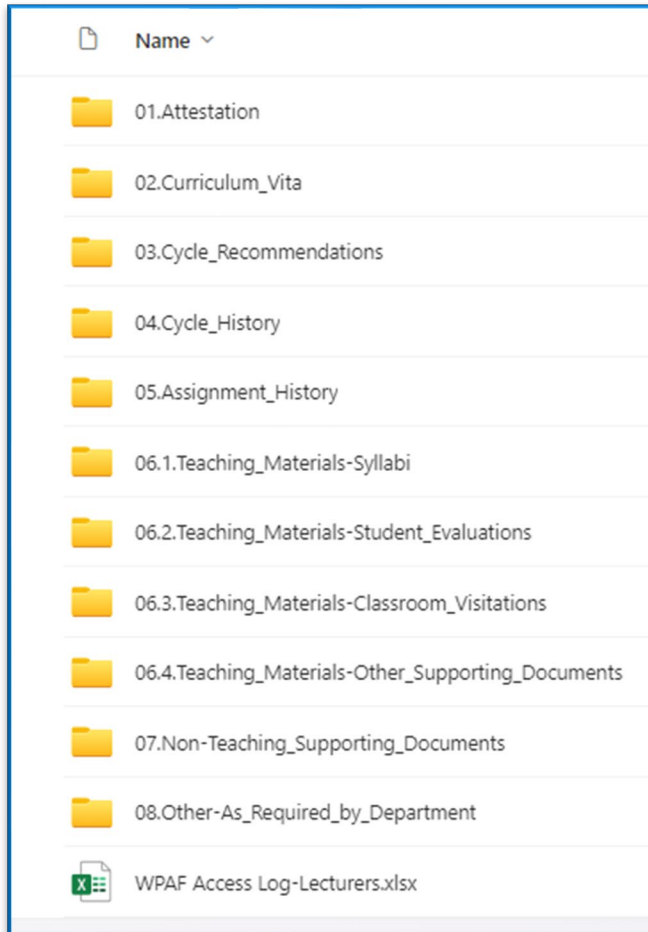 Name
01.Attestation
02.Curriculum_Vita
03.Cycle_Recommendations
04.Cycle_History
05.Assignment_History
06.1.Teaching_Materials-Syllabi
06.2.Teaching_Materials-Student_Evaluations
06.3.Teaching_Materials-Classroom_Visitations
06.4.Teaching_Materials-Other_Supporting_Documents
07.Non-Teaching_Supporting_Documents
08.Other-As_Required_by_Department
WPAF Access Log-Lecturers.xlsx